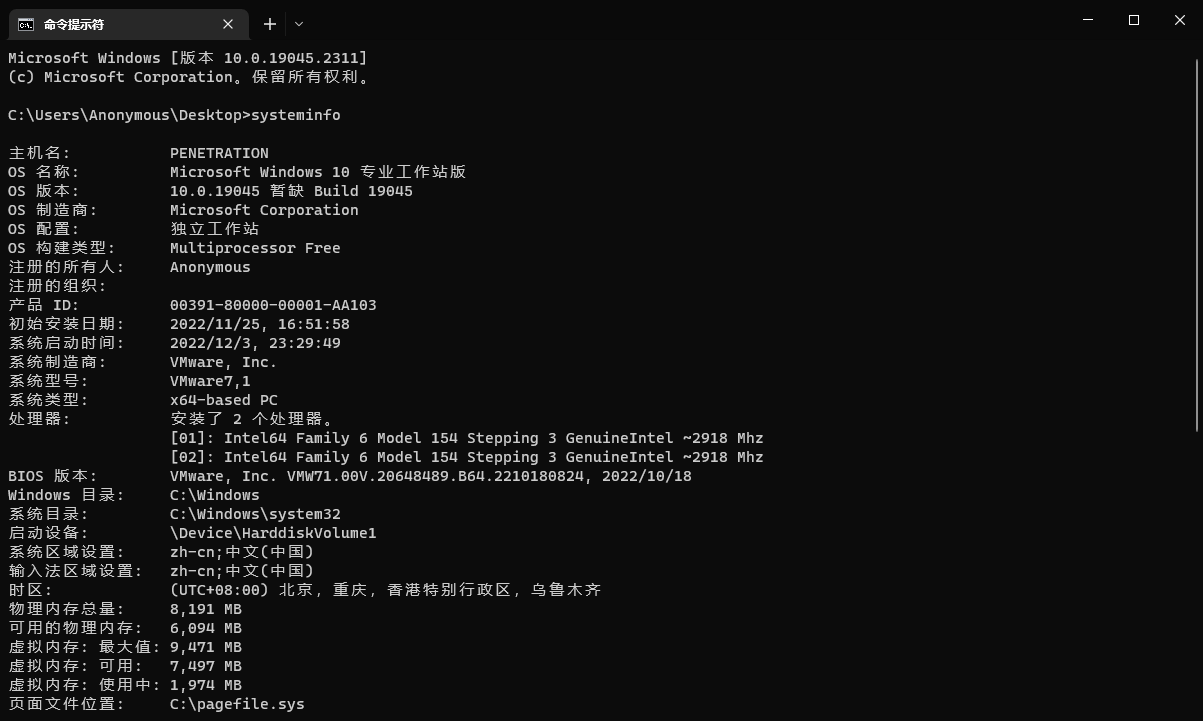 命令提示符
Microsoft Windows [版本 10.0.19045.2311]
(c) Microsoft Corporation。保留所有权利。
C:\Users\Anonymous\Desktop>systeminfo
主机名: PENETRATION
OS 名称: Microsoft Windows 10 专业工作站版
OS 版本: 10.0.19045 暂缺 Build 19045
OS 制造商: Microsoft Corporation
OS 配置: 独立工作站
OS 构建类型: Multiprocessor Free
注册的所有人: Anonymous
注册的组织:
产品 ID: 00391-80000-00001-AA103
初始安装日期: 2022/11/25, 16:51:58
系统启动时间: 2022/12/3, 23:29:49
系统制造商: VMware, Inc.
系统型号: VMware7,1
系统类型: x64-based PC
处理器: 安装了 2 个处理器。
[01]: Intel64 Family 6 Model 154 Stepping 3 GenuineIntel ~2918 Mhz
[02]: Intel64 Family 6 Model 154 Stepping 3 GenuineIntel ~2918 Mhz
BIOS 版本: VMware, Inc. VMW71.00V.20648489.B64.2210180824, 2022/10/18
Windows 目录: C:\Windows
系统目录: C:\Windows\system32
启动设备: \Device\HarddiskVolume1
系统区域设置: zh-cn;中文(中国)
输入法区域设置: zh-cn;中文(中国)
时区: (UTC+08:00) 北京，重庆，香港特别行政区，乌鲁木齐
物理内存总量: 8,191 MB
可用的物理内存: 6,094 MB
虚拟内存: 最大值: 9,471 MB
虚拟内存: 可用: 7,497 MB
虚拟内存: 使用中: 1,974 MB
页面文件位置: C:\pagefile.sys